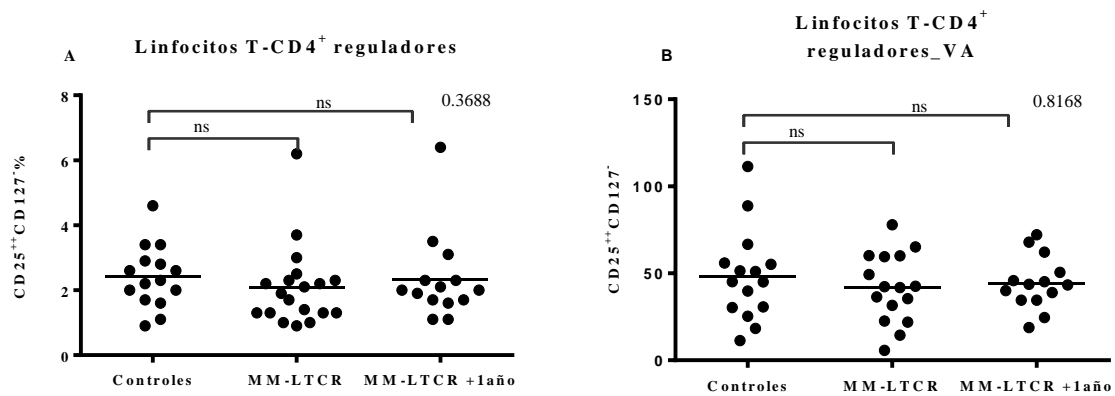 A
Linfocitos T-CD4+ reguladores
0.3688
ns
ns
8
6
4
2
0
CD25++CD127-%
Controles
MM-LTCR
MM-LTCR +1año
B
Linfocitos T-CD4+
reguladores_VA
0.8168
ns
ns
150
100
50
0
CD25++CD127-
Controles
MM-LTCR
MM-LTCR +1año